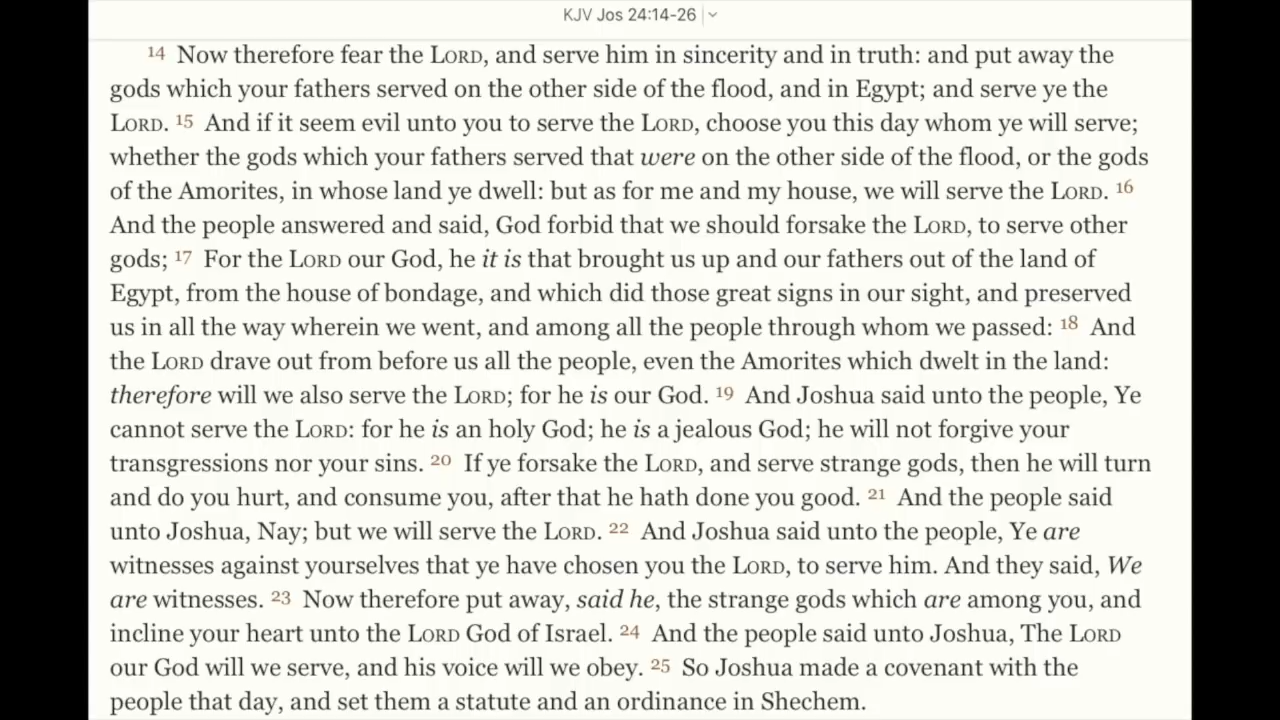 KJV Jos 24:14-26
14 Now therefore fear the LORD, and serve him in sincerity and in truth: and put away the
gods which your fathers served on the other side of the flood, and in Egypt; and serve ye the
LORD. 15 And if it seem evil unto you to serve the LORD, choose you this day whom ye will serve;
whether the gods which your fathers served that were on the other side of the flood, or the gods
of the Amorites, in whose land ye dwell: but as for me and my house, we will serve the LORD. 16
And the people answered and said, God forbid that we should forsake the LORD, to serve other
gods; 17 For the LORD our God, he it is that brought us up and our fathers out of the land of
Egypt, from the house of bondage, and which did those great signs in our sight, and preserved
us in all the way wherein we went, and among all the people through whom we passed: 18 And
the LORD drave out from before us all the people, even the Amorites which dwelt in the land:
therefore will we also serve the LORD; for he is our God. 19 And Joshua said unto the people, Ye
cannot serve the LORD: for he is an holy God; he is a jealous God; he will not forgive your
transgressions nor your sins. 20 If ye forsake the LORD, and serve strange gods, then he will turn
and do you hurt, and consume you, after that he hath done you good. 21 And the people said
unto Joshua, Nay; but we will serve the LORD. 22 And Joshua said unto the people, Ye are
witnesses against yourselves that ye have chosen you the LORD, to serve him. And they said, We
are witnesses. 23 Now therefore put away, said he, the strange gods which are among you, and
incline your heart unto the LORD God of Israel. 24 And the people said unto Joshua, The LORD
our God will we serve, and his voice will we obey. 25 So Joshua made a covenant with the
people that day, and set them a statute and an ordinance in Shechem.